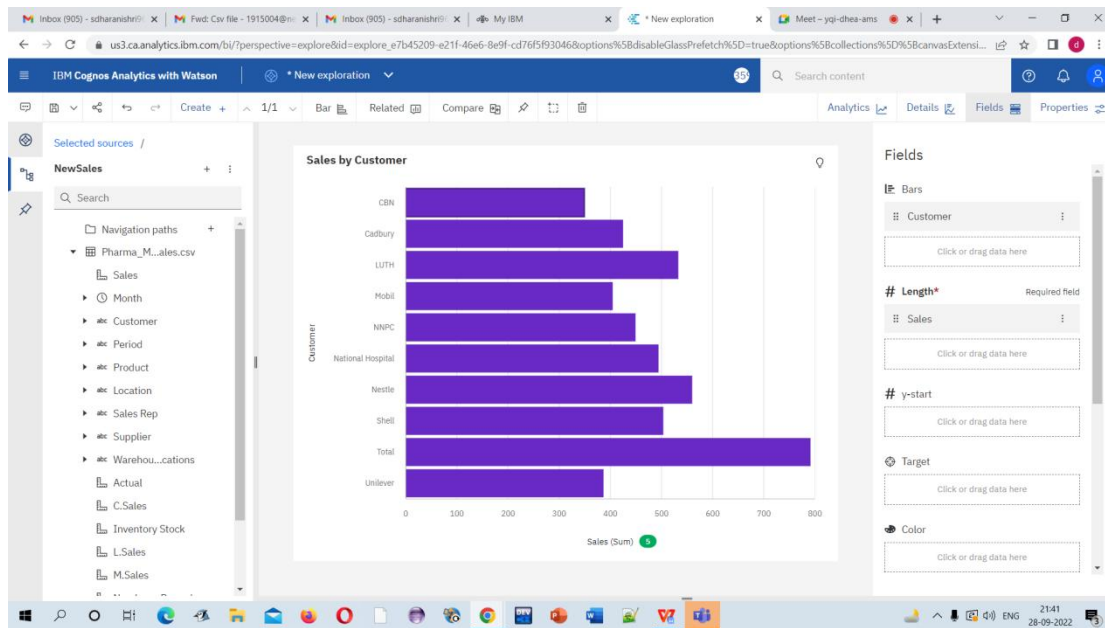 Inbox (905) - sdharanishri9
Fwd: Csv file - 1915004@n
Inbox (905) - sdharanishri9
My IBM
* New exploration
Meet – yqi-dhea-ams
us3.ca.analytics.ibm.com/bi/?perspective=explore&id=explore_e7b45209-e21f-46e6-8e9f-cd76f5f93046&options%5BdisableGlassPrefetch%5D=true&options%5Bcollections%5D%5BcanvasExtensi...
d
IBM Cognos Analytics with Watson
* New exploration
Search content
Create +
1/1
Bar
Related
Compare
Analytics
Details
Fields
Properties
Selected sources /
NewSales
Search
Navigation paths
Pharma_M...ales.csv
Sales
Month
abc Customer
abc Period
abc Product
abc Location
abc Sales Rep
abc Supplier
abc Warehou...cations
Actual
C.Sales
Inventory Stock
L.Sales
M.Sales
Sales by Customer
Customer
CBN
Cadbury
LUTH
Mobil
NNPC
National Hospital
Nestle
Shell
Total
Unilever
0 100 200 300 400 500 600 700 800
Sales (Sum) 5
Fields
Bars
Customer
Click or drag data here
# Length* Required field
Sales
Click or drag data here
# y-start
Click or drag data here
Target
Click or drag data here
Color
Click or drag data here
ENG
21:41
28-09-2022